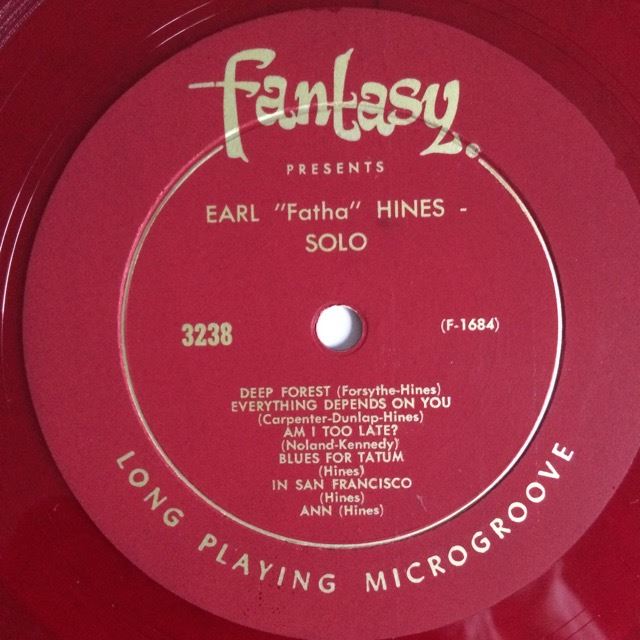 fantasy.
PRESENTS
EARL "Fatha" HINES -
SOLO
3238
(F-1684)
DEEP FOREST (Forsythe-Hines)
EVERYTHING DEPENDS ON YOU
(Carpenter-Dunlap-Hines)
AM I TOO LATE?
(Noland-Kennedy)
BLUES FOR TATUM
(Hines)
IN SAN FRANCISCO
(Hines)
ANN (Hines)
LONG PLAYING MICROGROOVE